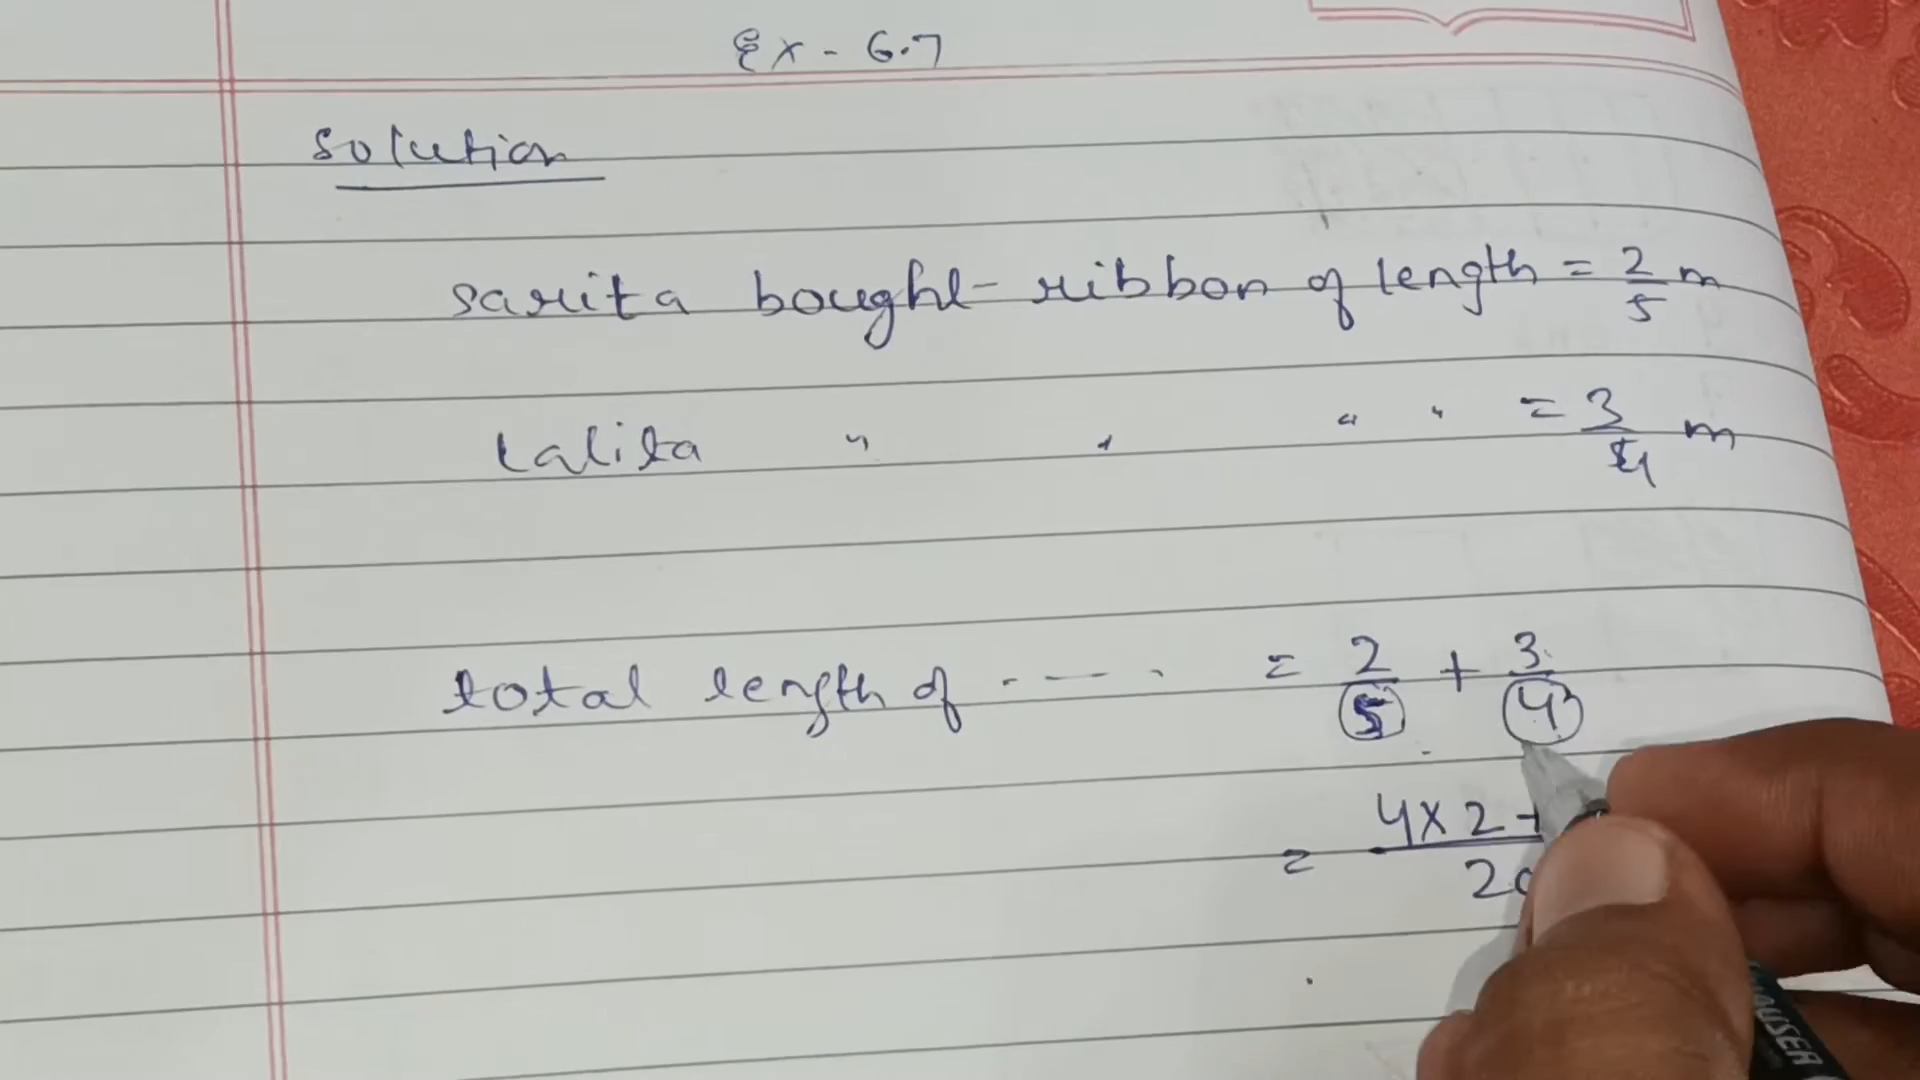 Ex - 6.7
Solution
Sarita bought ribbon of length = 2/5 m
Lalita " " " " = 3/4 m
total length of ----- = 2/5 + 3/4
= 4x2+ / 20